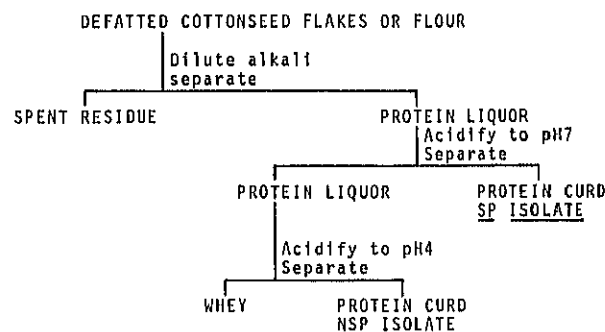 DEFATTED COTTONSEED FLAKES OR FLOUR
Dilute alkali
separate
SPENT RESIDUE
PROTEIN LIQUOR
Acidify to pH7
Separate
PROTEIN LIQUOR
PROTEIN CURD
SP ISOLATE
Acidify to pH4
Separate
WHEY
PROTEIN CURD
NSP ISOLATE